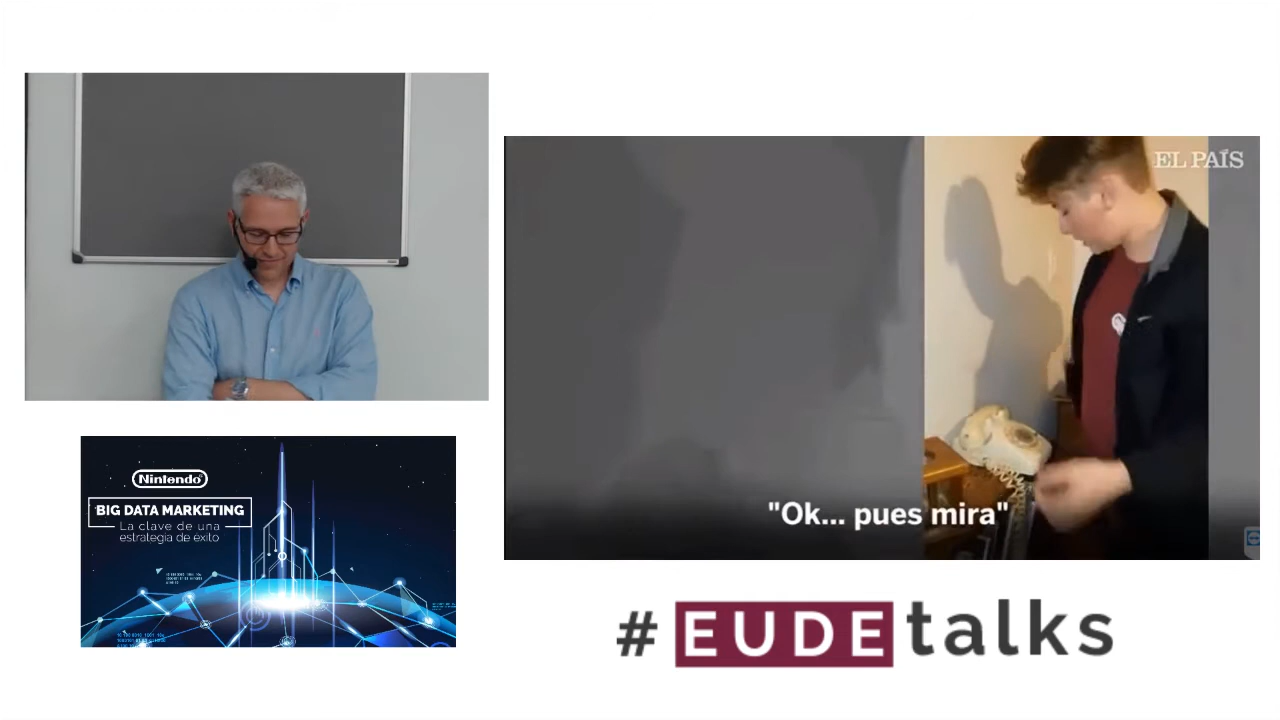 EL PAÍS
"Ok... pues mira"
Nintendo
BIG DATA MARKETING
La clave de una
estrategia de éxito
# EUDEtalks